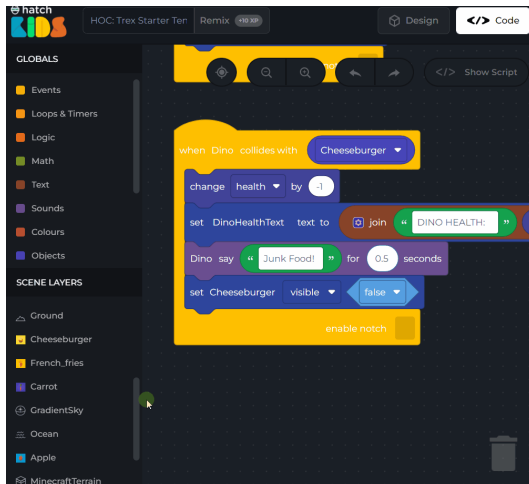 hatch
KIDS
HOC: Trex Starter Ten
Remix +10 XP
Design
</> Code
GLOBALS
Events
Loops & Timers
Logic
Math
Text
Sounds
Colours
Objects
SCENE LAYERS
Ground
Cheeseburger
French_fries
Carrot
GradientSky
Ocean
Apple
MinecraftTerrain
</> Show Script
when Dino collides with Cheeseburger
change health by -1
set DinoHealthText text to join “ DINO HEALTH: ”
Dino say “ Junk Food! ” for 0.5 seconds
set Cheeseburger visible false
enable notch